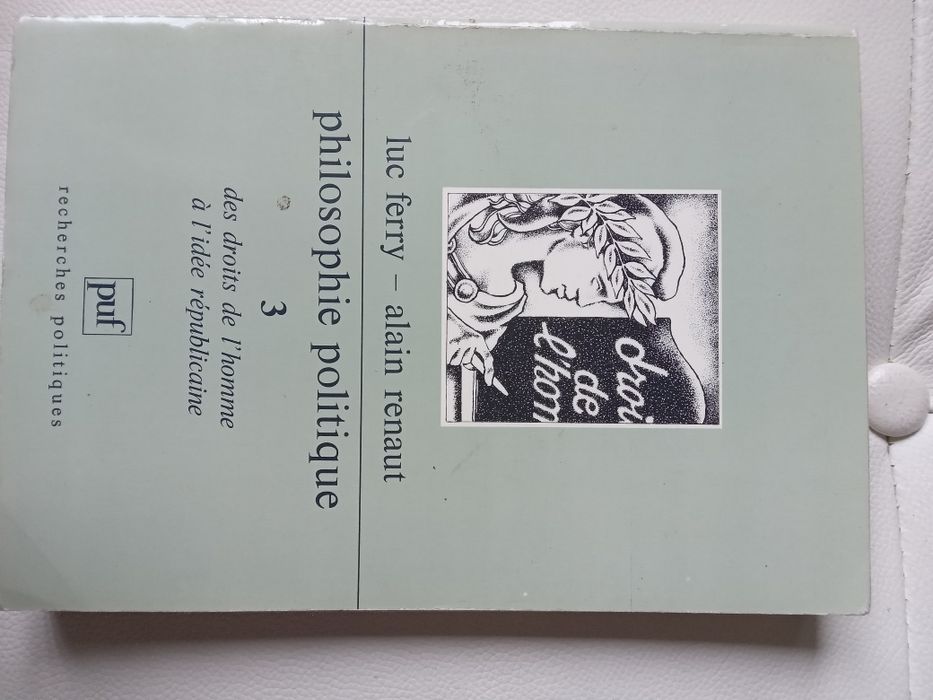 droi
de
l'hom
luc ferry – alain renaut
philosophie politique
3
des droits de l'homme
à l'idée républicaine
puf
recherches politiques